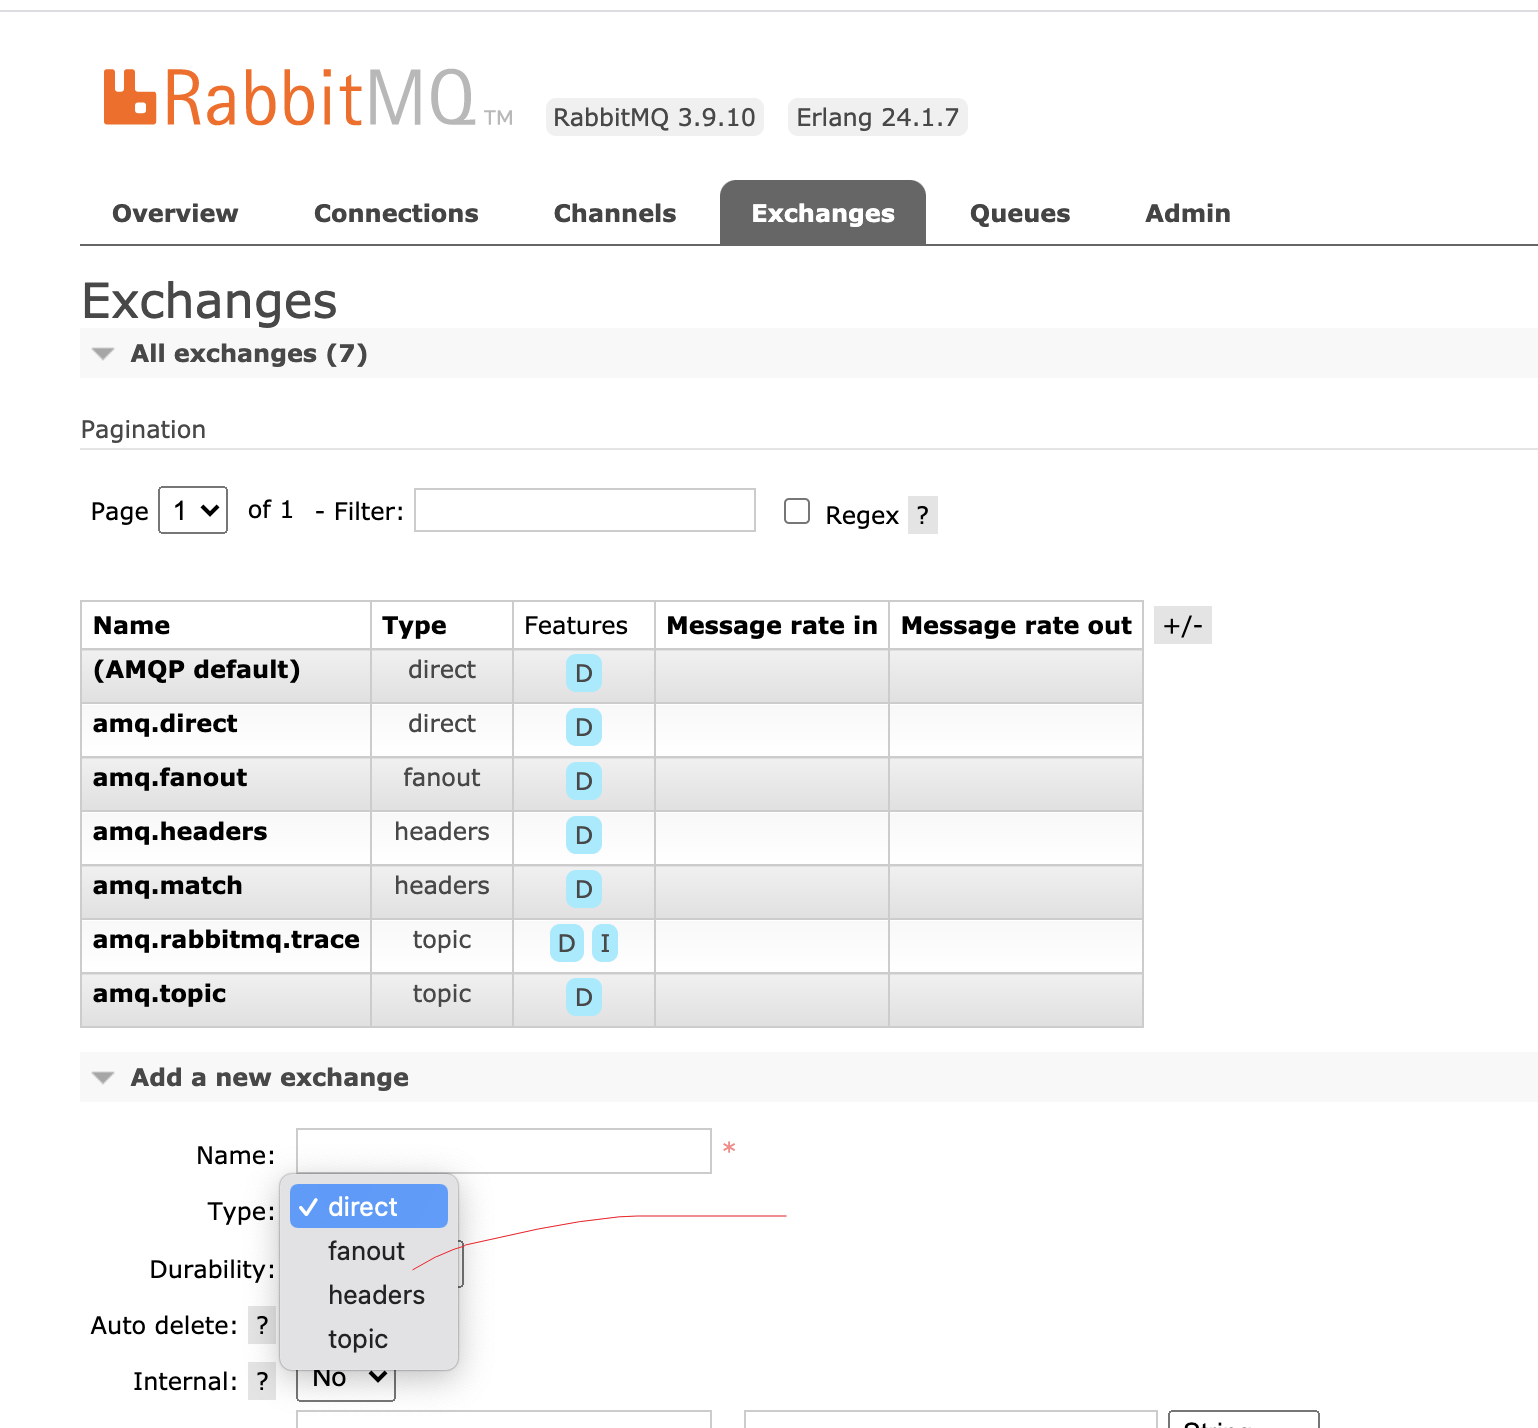 RabbitMQ TM RabbitMQ 3.9.10 Erlang 24.1.7
Overview Connections Channels Exchanges Queues Admin
Exchanges
All exchanges (7)
Pagination
Page 1 of 1 - Filter: Regex ?
Name Type Features Message rate in Message rate out +/-
(AMQP default) direct D
amq.direct direct D
amq.fanout fanout D
amq.headers headers D
amq.match headers D
amq.rabbitmq.trace topic D I
amq.topic topic D
Add a new exchange
Name: *
Type: ✓ direct
fanout
Durability:
headers
Auto delete: ?
topic
Internal: ? No